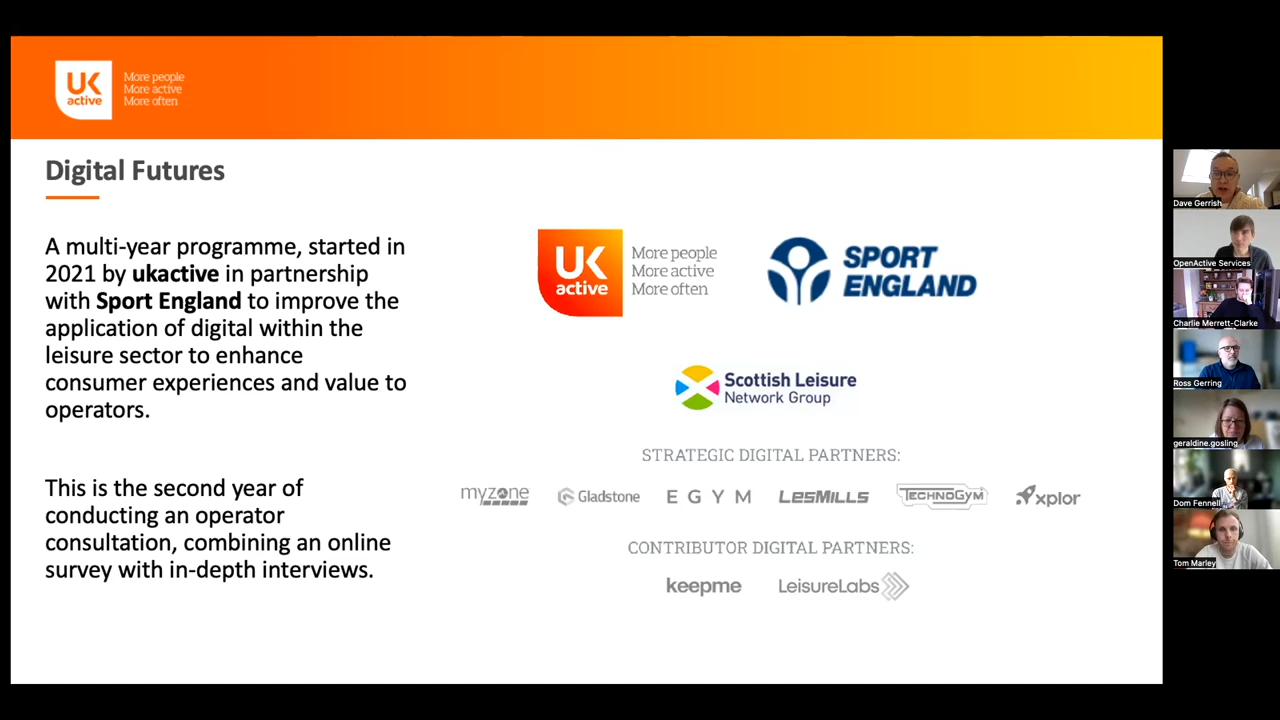 UK
active
More people
More active
More often
Digital Futures
A multi-year programme, started in
2021 by ukactive in partnership
with Sport England to improve the
application of digital within the
leisure sector to enhance
consumer experiences and value to
operators.
This is the second year of
conducting an operator
consultation, combining an online
survey with in-depth interviews.
UK
active
More people
More active
More often
SPORT
ENGLAND
Scottish Leisure
Network Group
STRATEGIC DIGITAL PARTNERS:
myzone Gladstone EGYM LESMILLS TECHNOGYM xplor
CONTRIBUTOR DIGITAL PARTNERS:
keepme LeisureLabs
Dave Gerrish
OpenActive Services
Charlie Merrett-Clarke
Ross Gerring
geraldine.gosling
Dom Fennell
Tom Marley